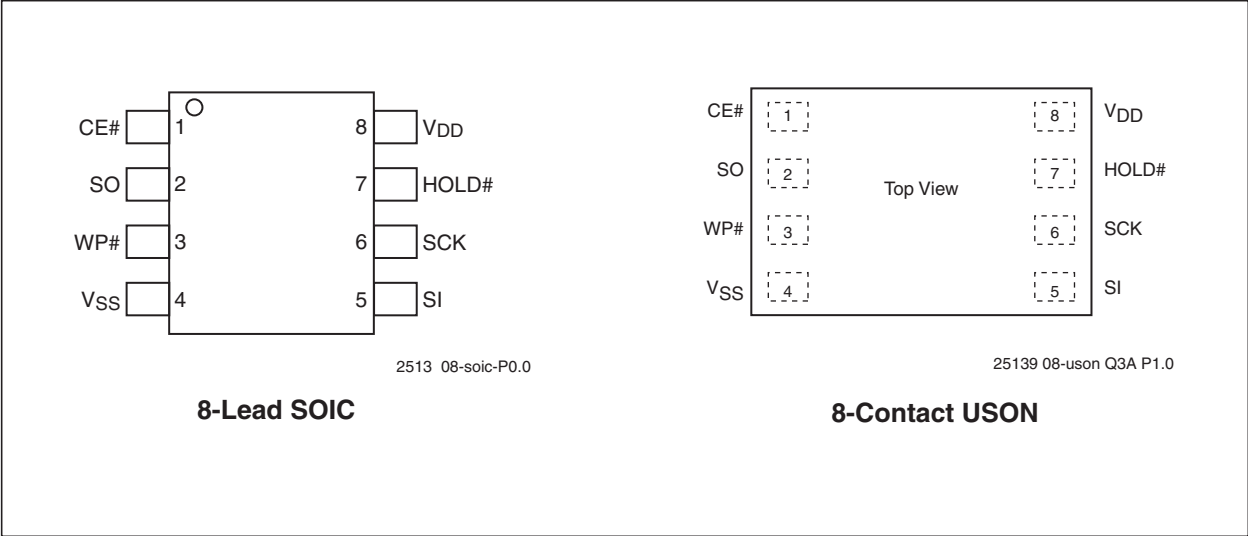 CE# 1 8 VDD
SO 2 7 HOLD#
WP# 3 6 SCK
VSS 4 5 SI
2513 08-soic-P0.0
8-Lead SOIC
CE# 1 8 VDD
SO 2 Top View 7 HOLD#
WP# 3 6 SCK
VSS 4 5 SI
25139 08-uson Q3A P1.0
8-Contact USON